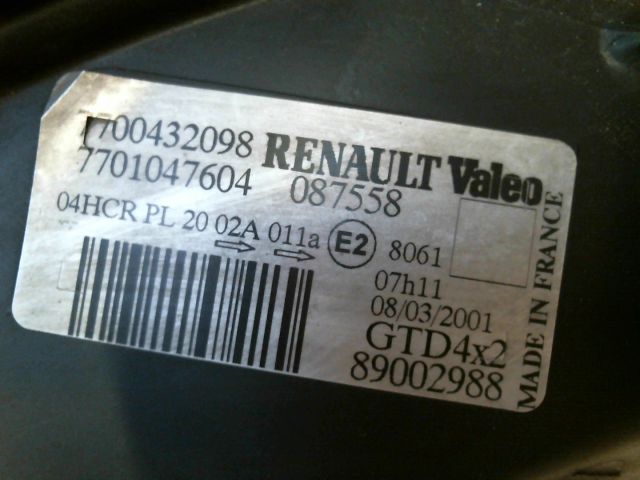 7700432098 RENAULT Valeo
7701047604 087558
04HCR PL 20 02A 011a E2 8061
07h11
08/03/2001
GTD4x2
89002988
MADE IN FRANCE